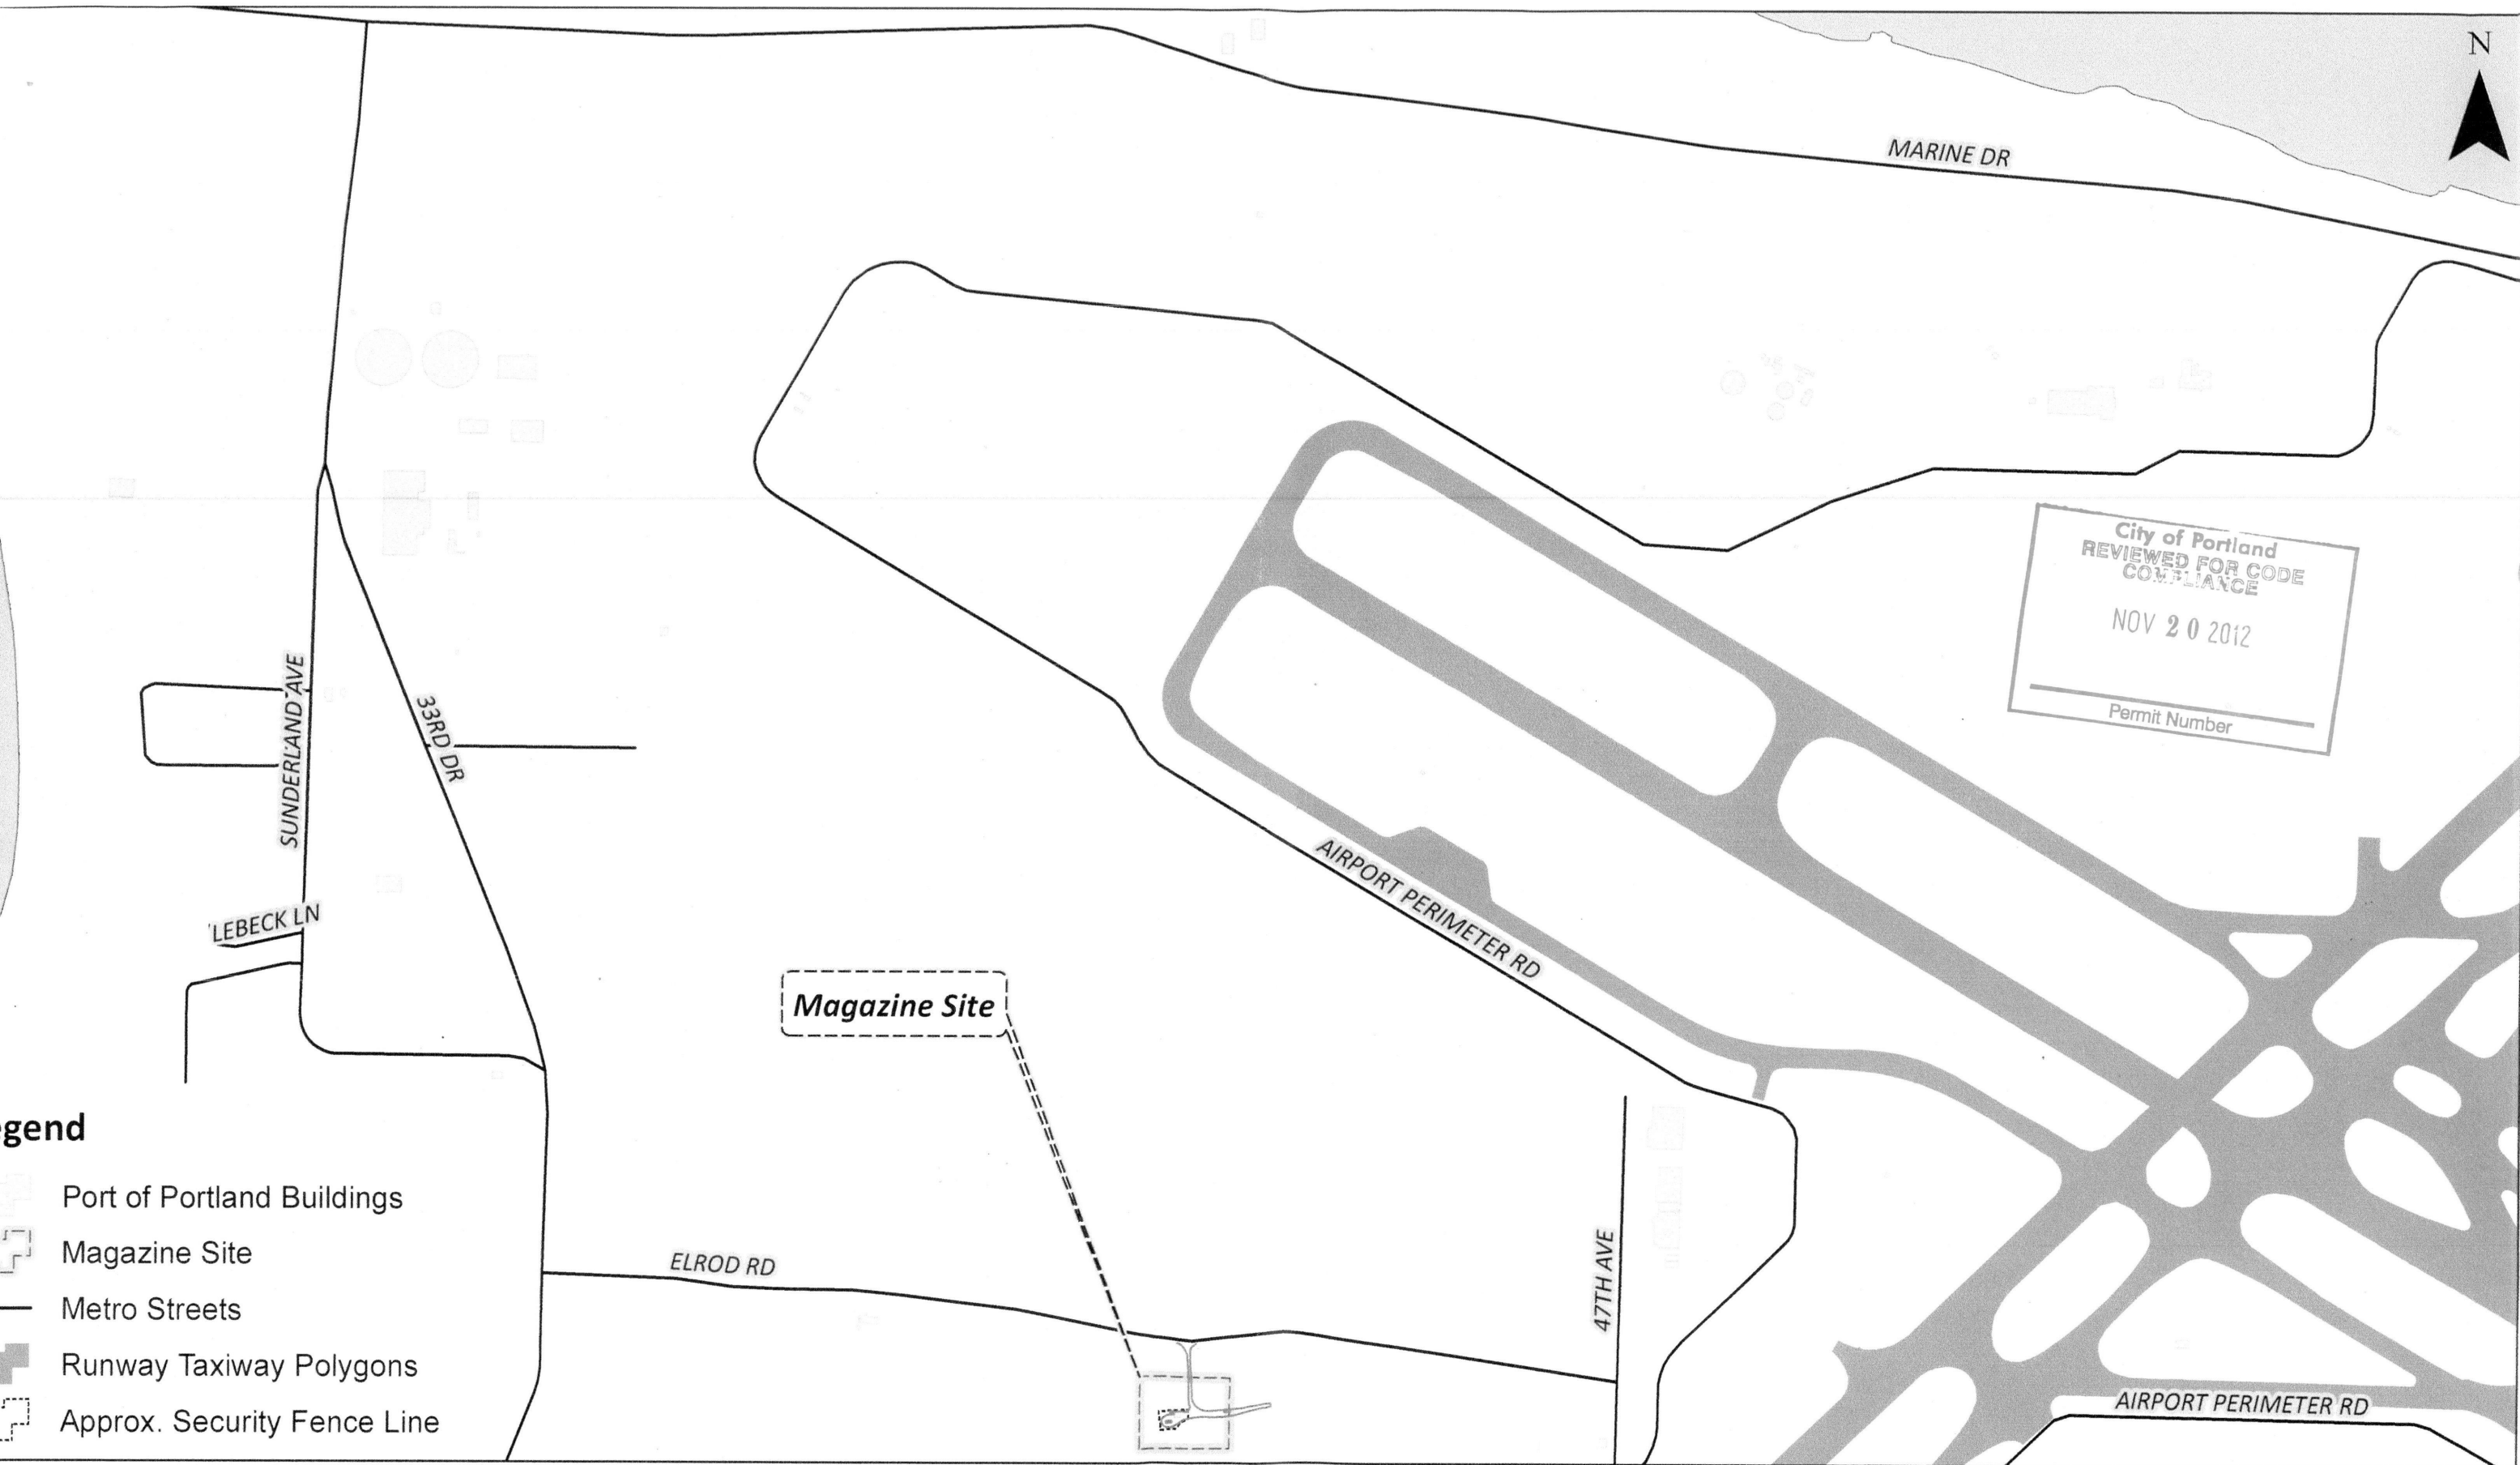 N
MARINE DR
City of Portland
REVIEWED FOR CODE
COMPLIANCE
NOV 20 2012
Permit Number
SUNDERLAND AVE
33RD DR
AIRPORT PERIMETER RD
LEBECK LN
Magazine Site
ELROD RD
47TH AVE
AIRPORT PERIMETER RD
gend
Port of Portland Buildings
Magazine Site
Metro Streets
Runway Taxiway Polygons
Approx. Security Fence Line